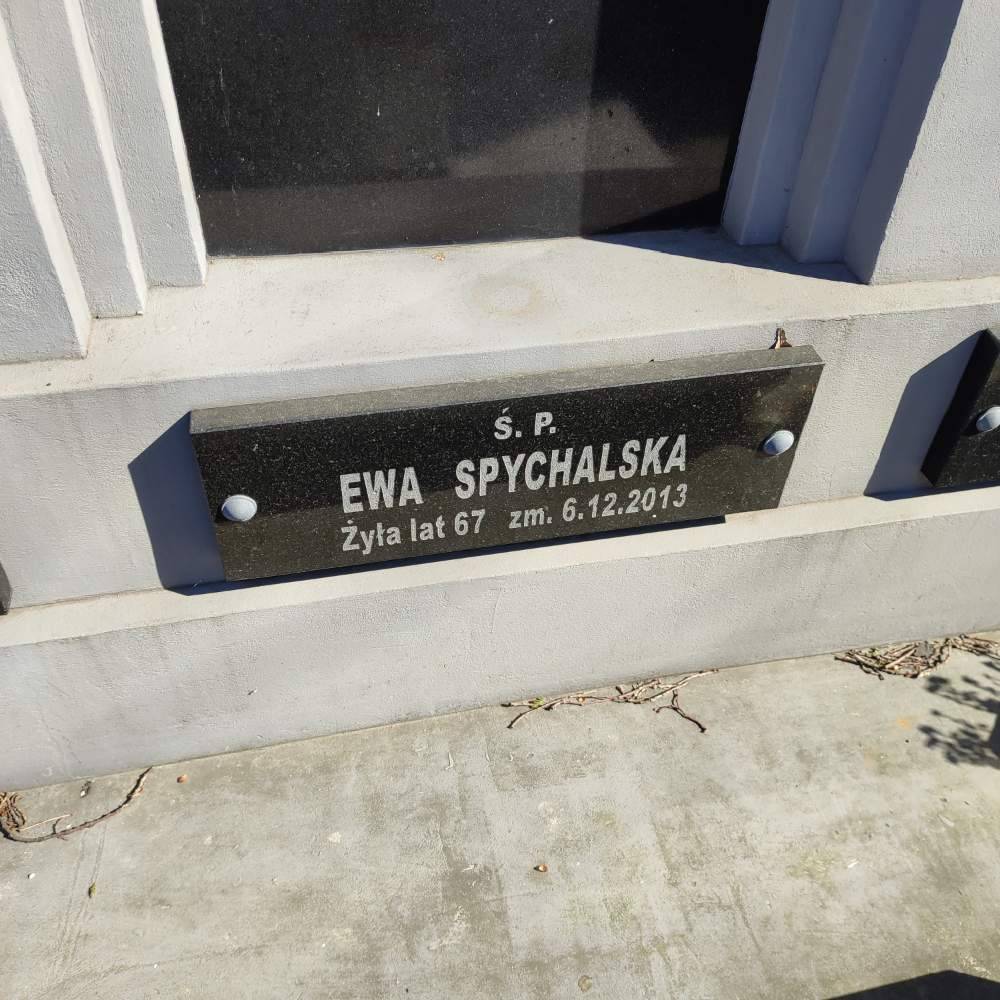 Ś. P.
EWA SPYCHALSKA
Żyła lat 67 zm. 6.12.2013